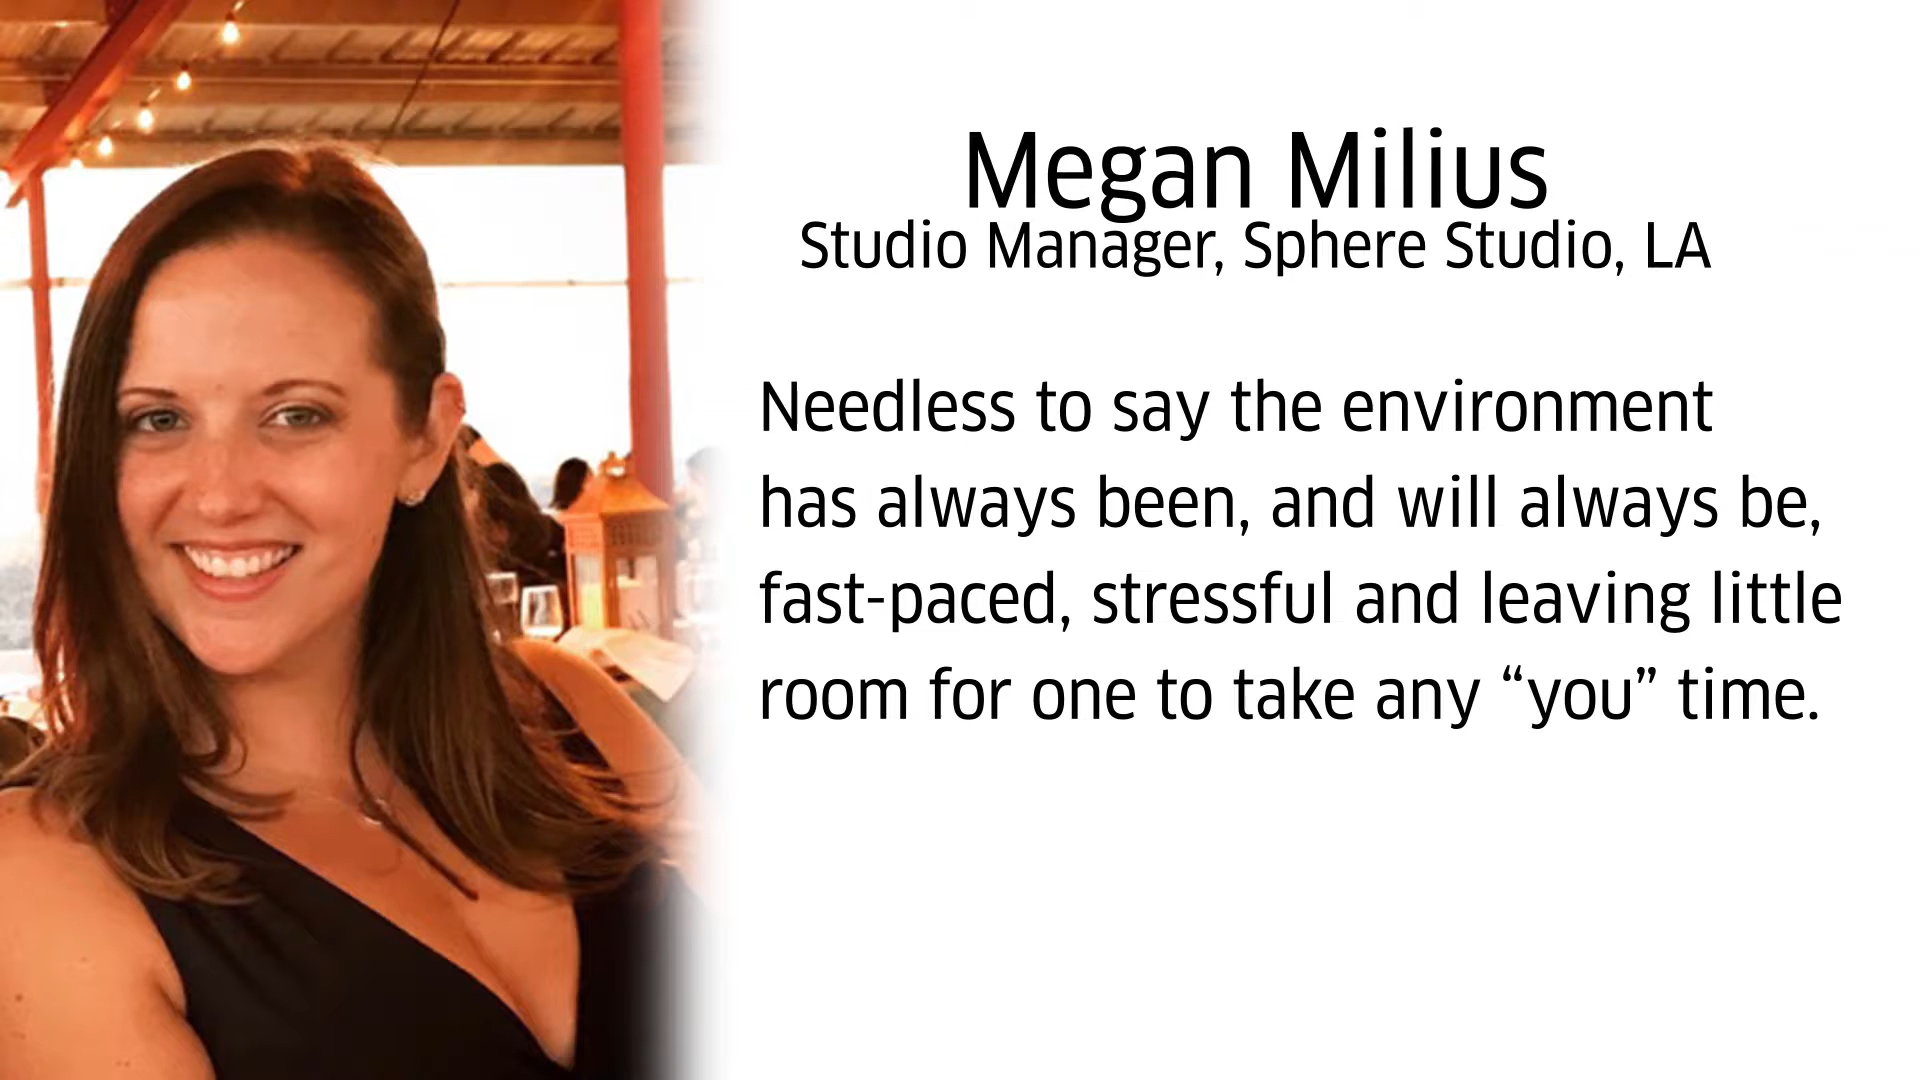 Megan Milius
Studio Manager, Sphere Studio, LA
Needless to say the environment
has always been, and will always be,
fast-paced, stressful and leaving little
room for one to take any “you” time.